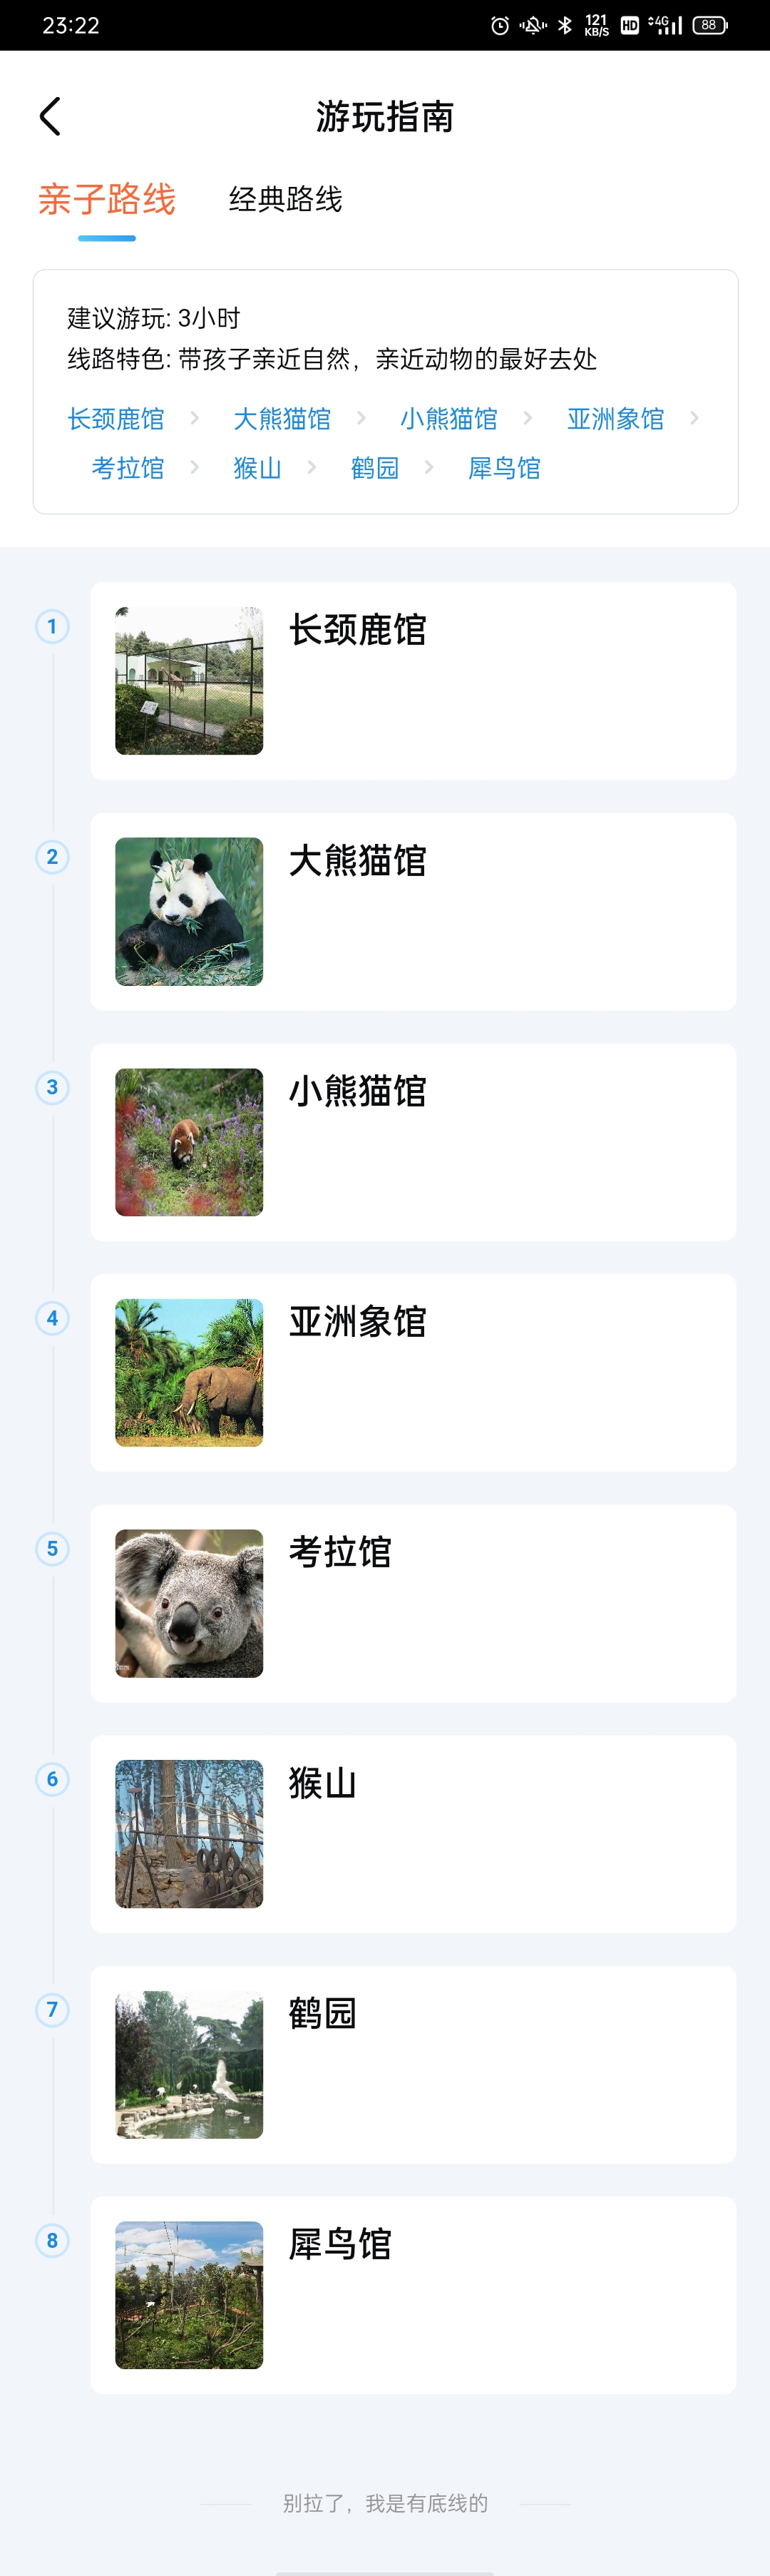 23:22
121
KB/S
HD
4G
88
游玩指南
亲子路线 经典路线
建议游玩: 3小时
线路特色: 带孩子亲近自然，亲近动物的最好去处
长颈鹿馆 > 大熊猫馆 > 小熊猫馆 > 亚洲象馆 >
考拉馆 > 猴山 > 鹤园 > 犀鸟馆
1 长颈鹿馆
2 大熊猫馆
3 小熊猫馆
4 亚洲象馆
5 考拉馆
6 猴山
7 鹤园
8 犀鸟馆
别拉了，我是有底线的